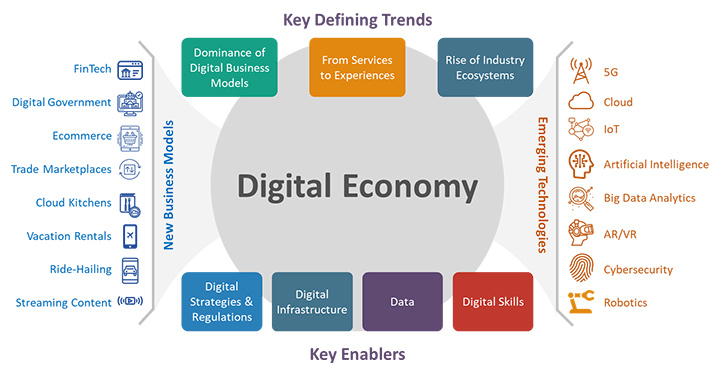 Key Defining Trends
Dominance of
Digital Business
Models
From Services
to Experiences
Rise of Industry
Ecosystems
FinTech
Digital Government
Ecommerce
Trade Marketplaces
Cloud Kitchens
Vacation Rentals
Ride-Hailing
Streaming Content
New Business Models
Digital Economy
Emerging Technologies
5G
Cloud
IoT
Artificial Intelligence
Big Data Analytics
AR/VR
Cybersecurity
Robotics
Digital
Strategies &
Regulations
Digital
Infrastructure
Data
Digital Skills
Key Enablers